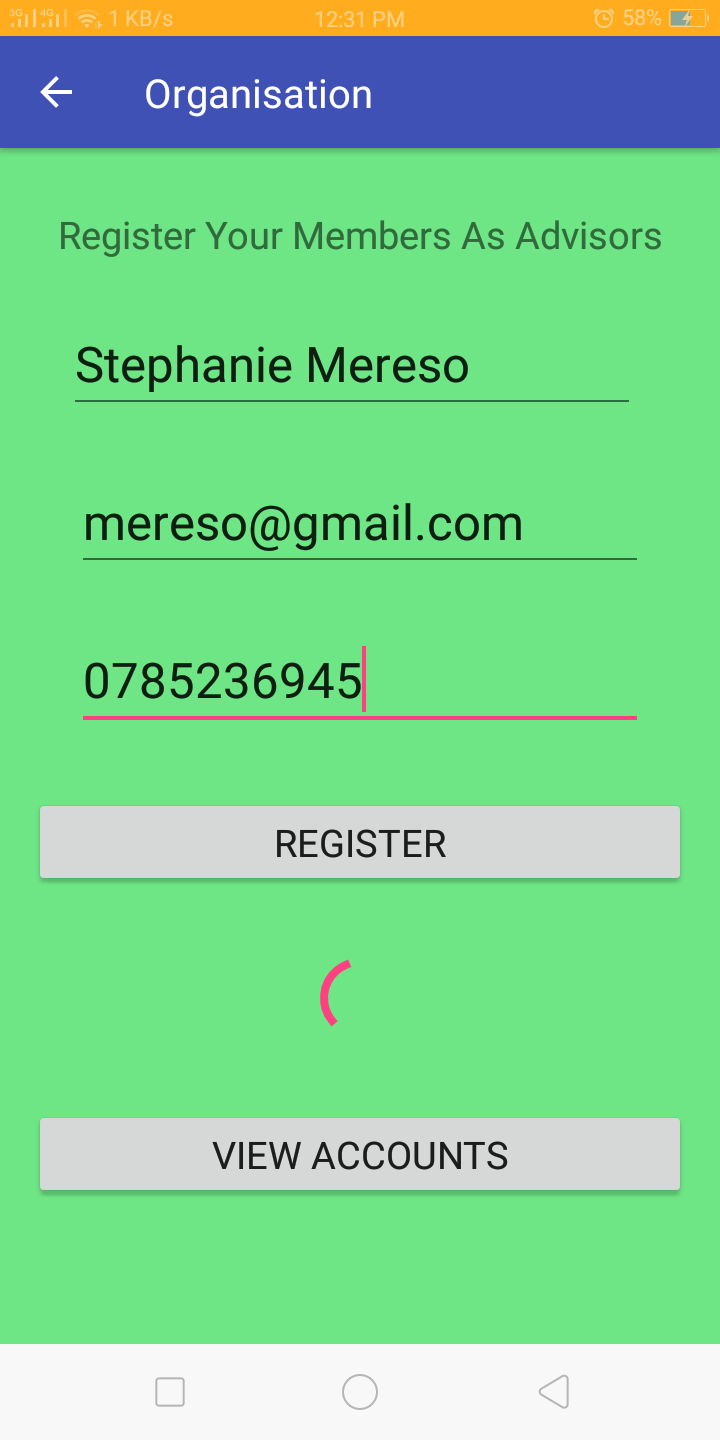 3G 4G 1 KB/s 12:31 PM 58%
Organisation
Register Your Members As Advisors
Stephanie Mereso
mereso@gmail.com
0785236945
REGISTER
VIEW ACCOUNTS